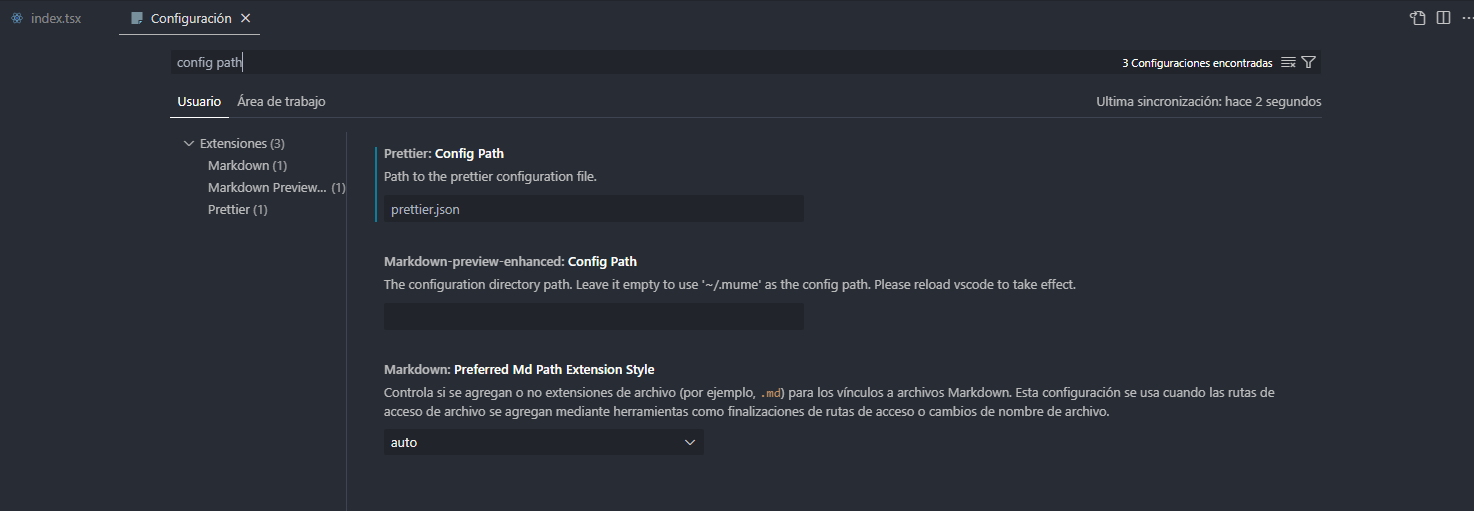 index.tsx
Configuración
config path
3 Configuraciones encontradas
Usuario
Área de trabajo
Ultima sincronización: hace 2 segundos
Extensiones (3)
Markdown (1)
Markdown Preview... (1)
Prettier (1)
Prettier: Config Path
Path to the prettier configuration file.
prettier.json
Markdown-preview-enhanced: Config Path
The configuration directory path. Leave it empty to use '~/.mume' as the config path. Please reload vscode to take effect.
Markdown: Preferred Md Path Extension Style
Controla si se agregan o no extensiones de archivo (por ejemplo, .md) para los vínculos a archivos Markdown. Esta configuración se usa cuando las rutas de
acceso de archivo se agregan mediante herramientas como finalizaciones de rutas de acceso o cambios de nombre de archivo.
auto